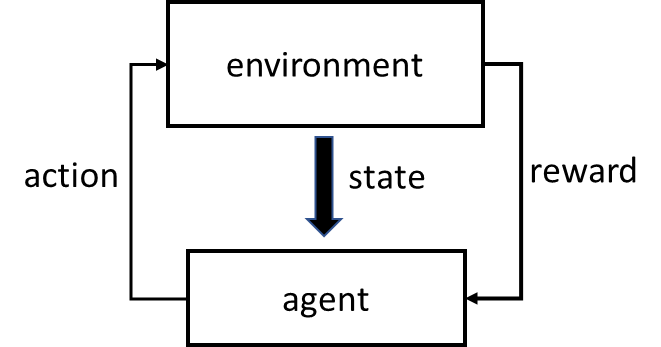 environment
action
state
reward
agent